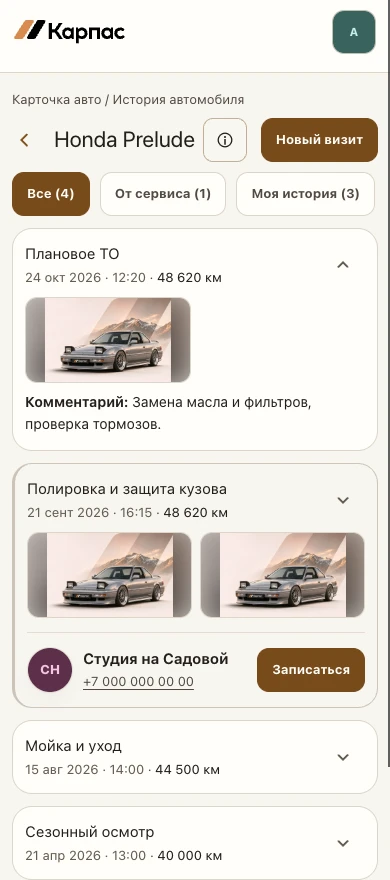 Карпас
A
Карточка авто / История автомобиля
Honda Prelude
Новый визит
Все (4)
От сервиса (1)
Моя история (3)
Плановое ТО
24 окт 2026 · 12:20 · 48 620 км
Комментарий: Замена масла и фильтров,
проверка тормозов.
Полировка и защита кузова
21 сент 2026 · 16:15 · 48 620 км
СН
Студия на Садовой
+7 000 000 00 00
Записаться
Мойка и уход
15 авг 2026 · 14:00 · 44 500 км
Сезонный осмотр
21 апр 2026 · 13:00 · 40 000 км